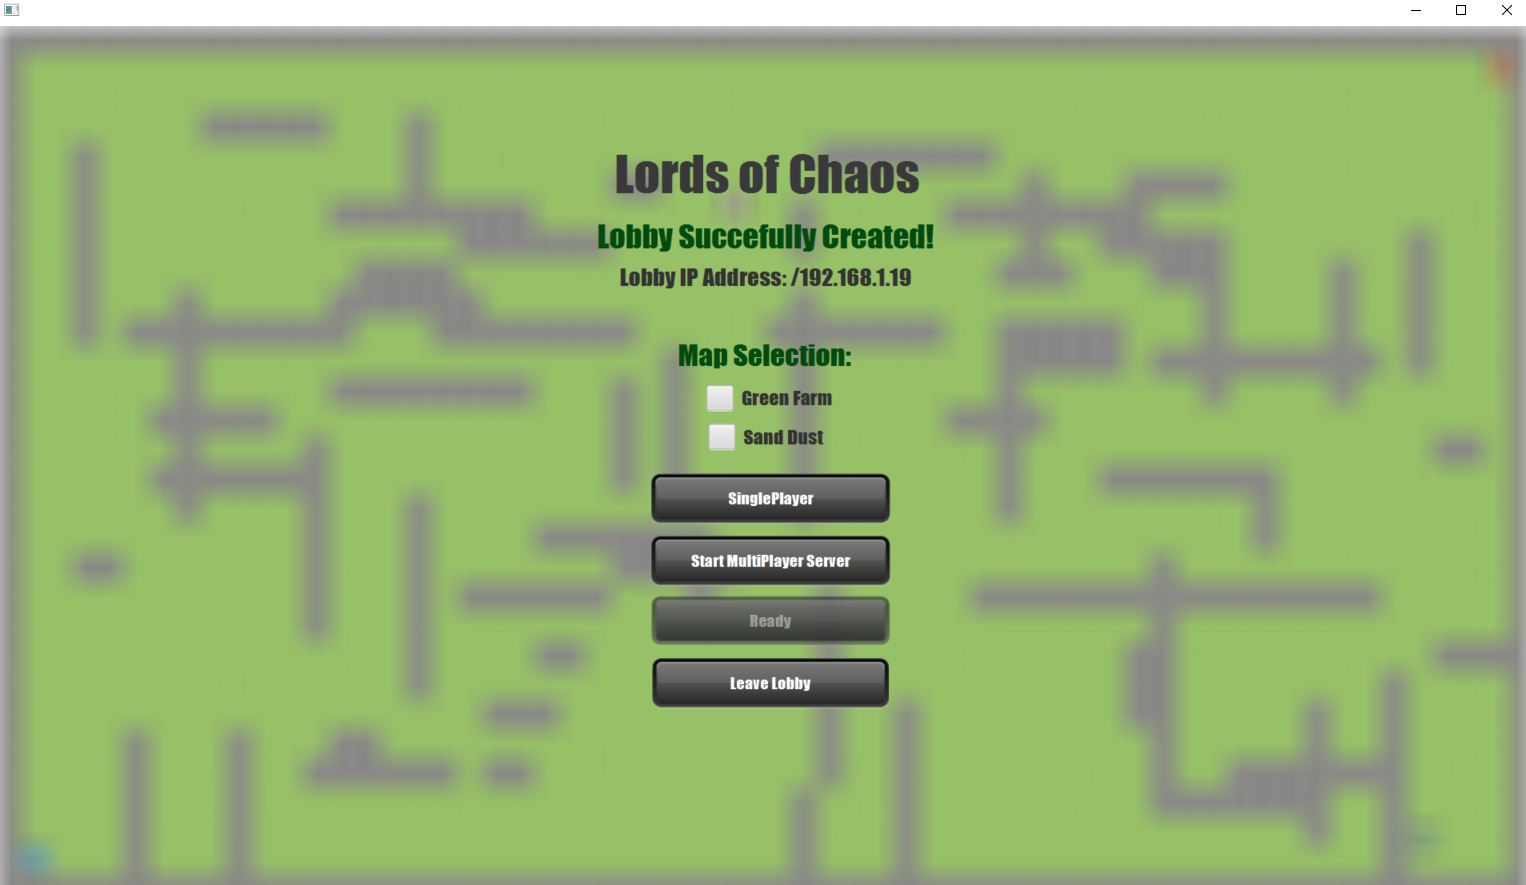 Lords of Chaos
Lobby Succefully Created!
Lobby IP Address: /192.168.1.19
Map Selection:
Green Farm
Sand Dust
SinglePlayer
Start MultiPlayer Server
Ready
Leave Lobby